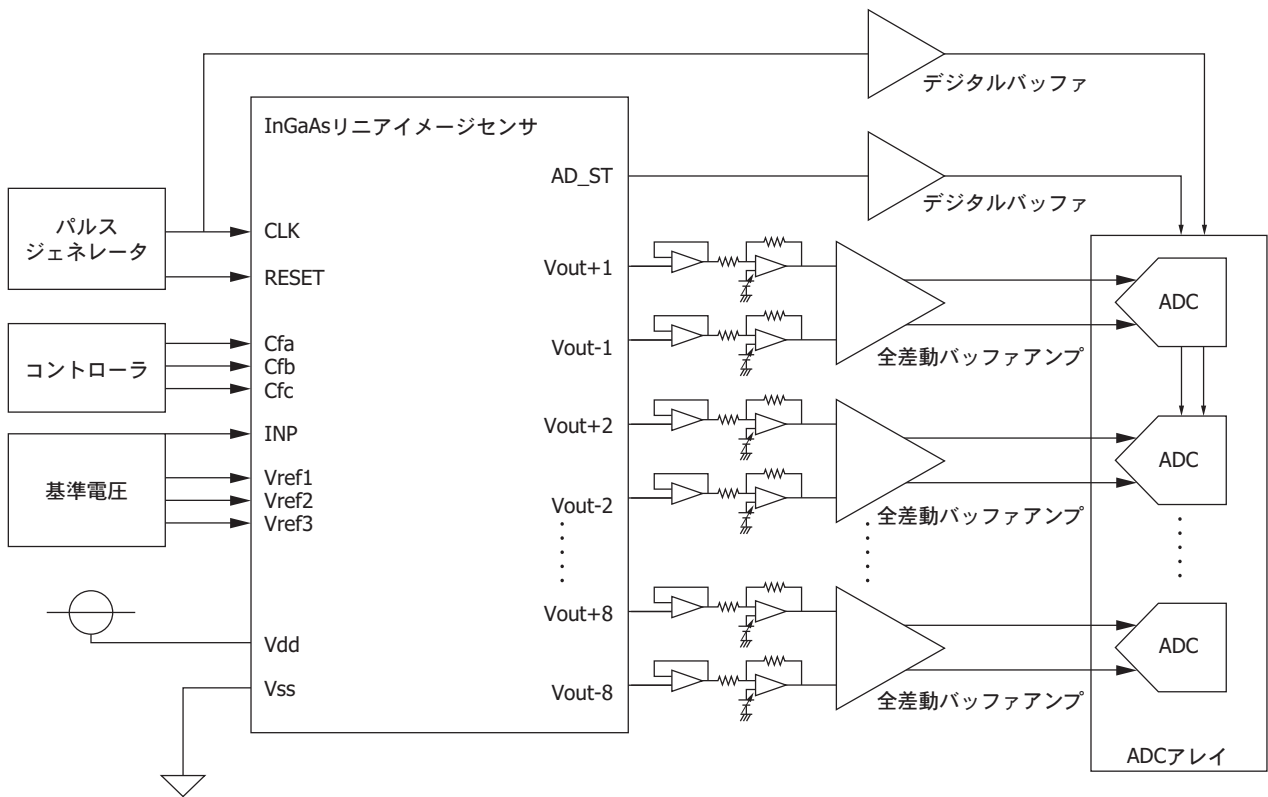 デジタルバッファ
InGaAsリニアイメージセンサ
AD_ST
デジタルバッファ
パルス
ジェネレータ
CLK
RESET
Vout+1
ADC
Vout-1
全差動バッファアンプ
コントローラ
Cfa
Cfb
Cfc
INP
Vout+2
ADC
基準電圧
Vref1
Vref2
Vref3
Vout-2
全差動バッファアンプ
Vout+8
ADC
Vdd
Vss
Vout-8
全差動バッファアンプ
ADCアレイ